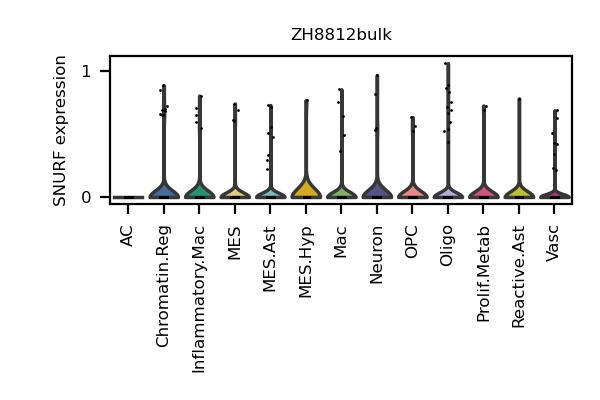 ZH8812bulk
SNURF expression
1
0
AC
Chromatin.Reg
Inflammatory.Mac
MES
MES.Ast
MES.Hyp
Mac
Neuron
OPC
Oligo
Prolif.Metab
Reactive.Ast
Vasc